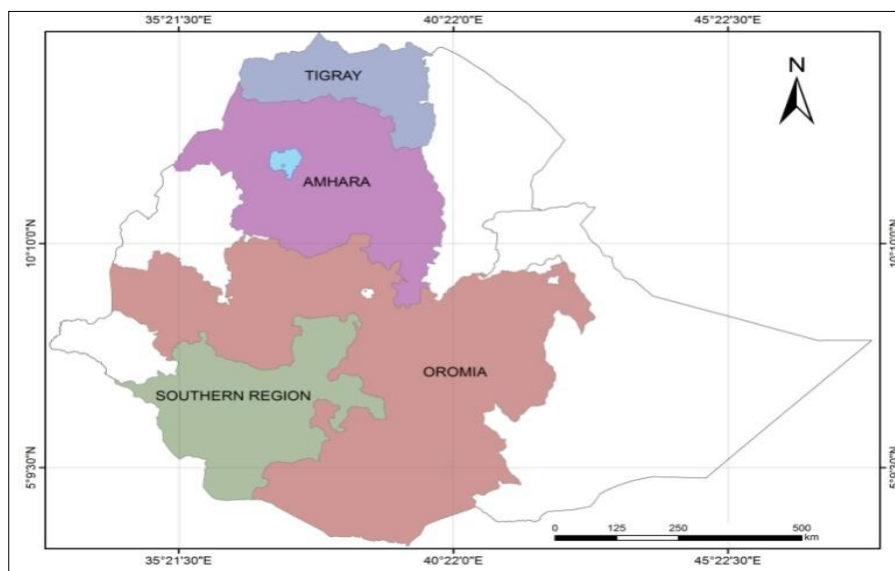 35°21'30"E 40°22'0"E 45°22'30"E
N
TIGRAY
AMHARA
10°10'0"N 10°10'0"N
OROMIA
SOUTHERN REGION
5°9'30"N 5°9'30"N
0 125 250 500
km
35°21'30"E 40°22'0"E 45°22'30"E